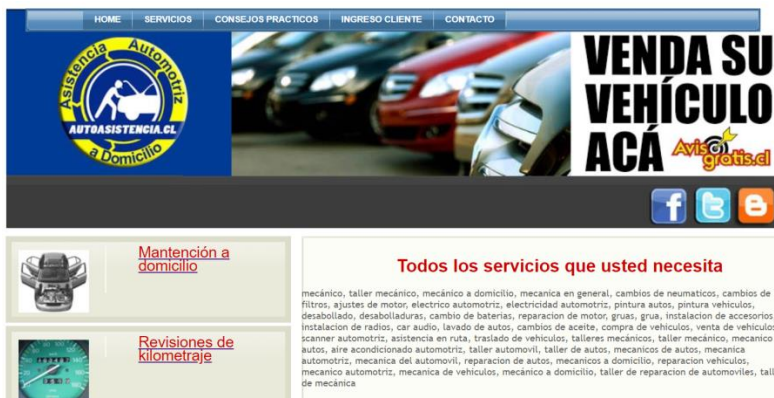 HOME SERVICIOS CONSEJOS PRACTICOS INGRESO CLIENTE CONTACTO
Asistencia Automotriz
AUTOASISTENCIA.CL
a Domicilio
VENDA SU
VEHÍCULO
ACÁ
Avis gratis.cl
Mantención a
domicilio
Revisiones de
kilometraje
Todos los servicios que usted necesita
mecánico, taller mecánico, mecánico a domicilio, mecanica en general, cambios de neumaticos, cambios de
filtros, ajustes de motor, electrico automotriz, electricidad automotriz, pintura autos, pintura vehiculos,
desabollado, desabolladuras, cambio de baterias, reparacion de motor, gruas, grua, instalacion de accesorios
instalacion de radios, car audio, lavado de autos, cambios de aceite, compra de vehiculos, venta de vehiculos
scanner automotriz, asistencia en ruta, traslado de vehiculos, talleres mecánicos, taller mecánico, mecanico
autos, aire acondicionado automotriz, taller automovil, taller de autos, mecanicos de autos, mecanica
automotriz, mecanica del automovil, reparacion de autos, mecanicos a domicilio, reparacion vehiculos,
mecanico automotriz, mecanica de vehiculos, mecánico a domicilio, taller de reparacion de automoviles, tall
de mecánica